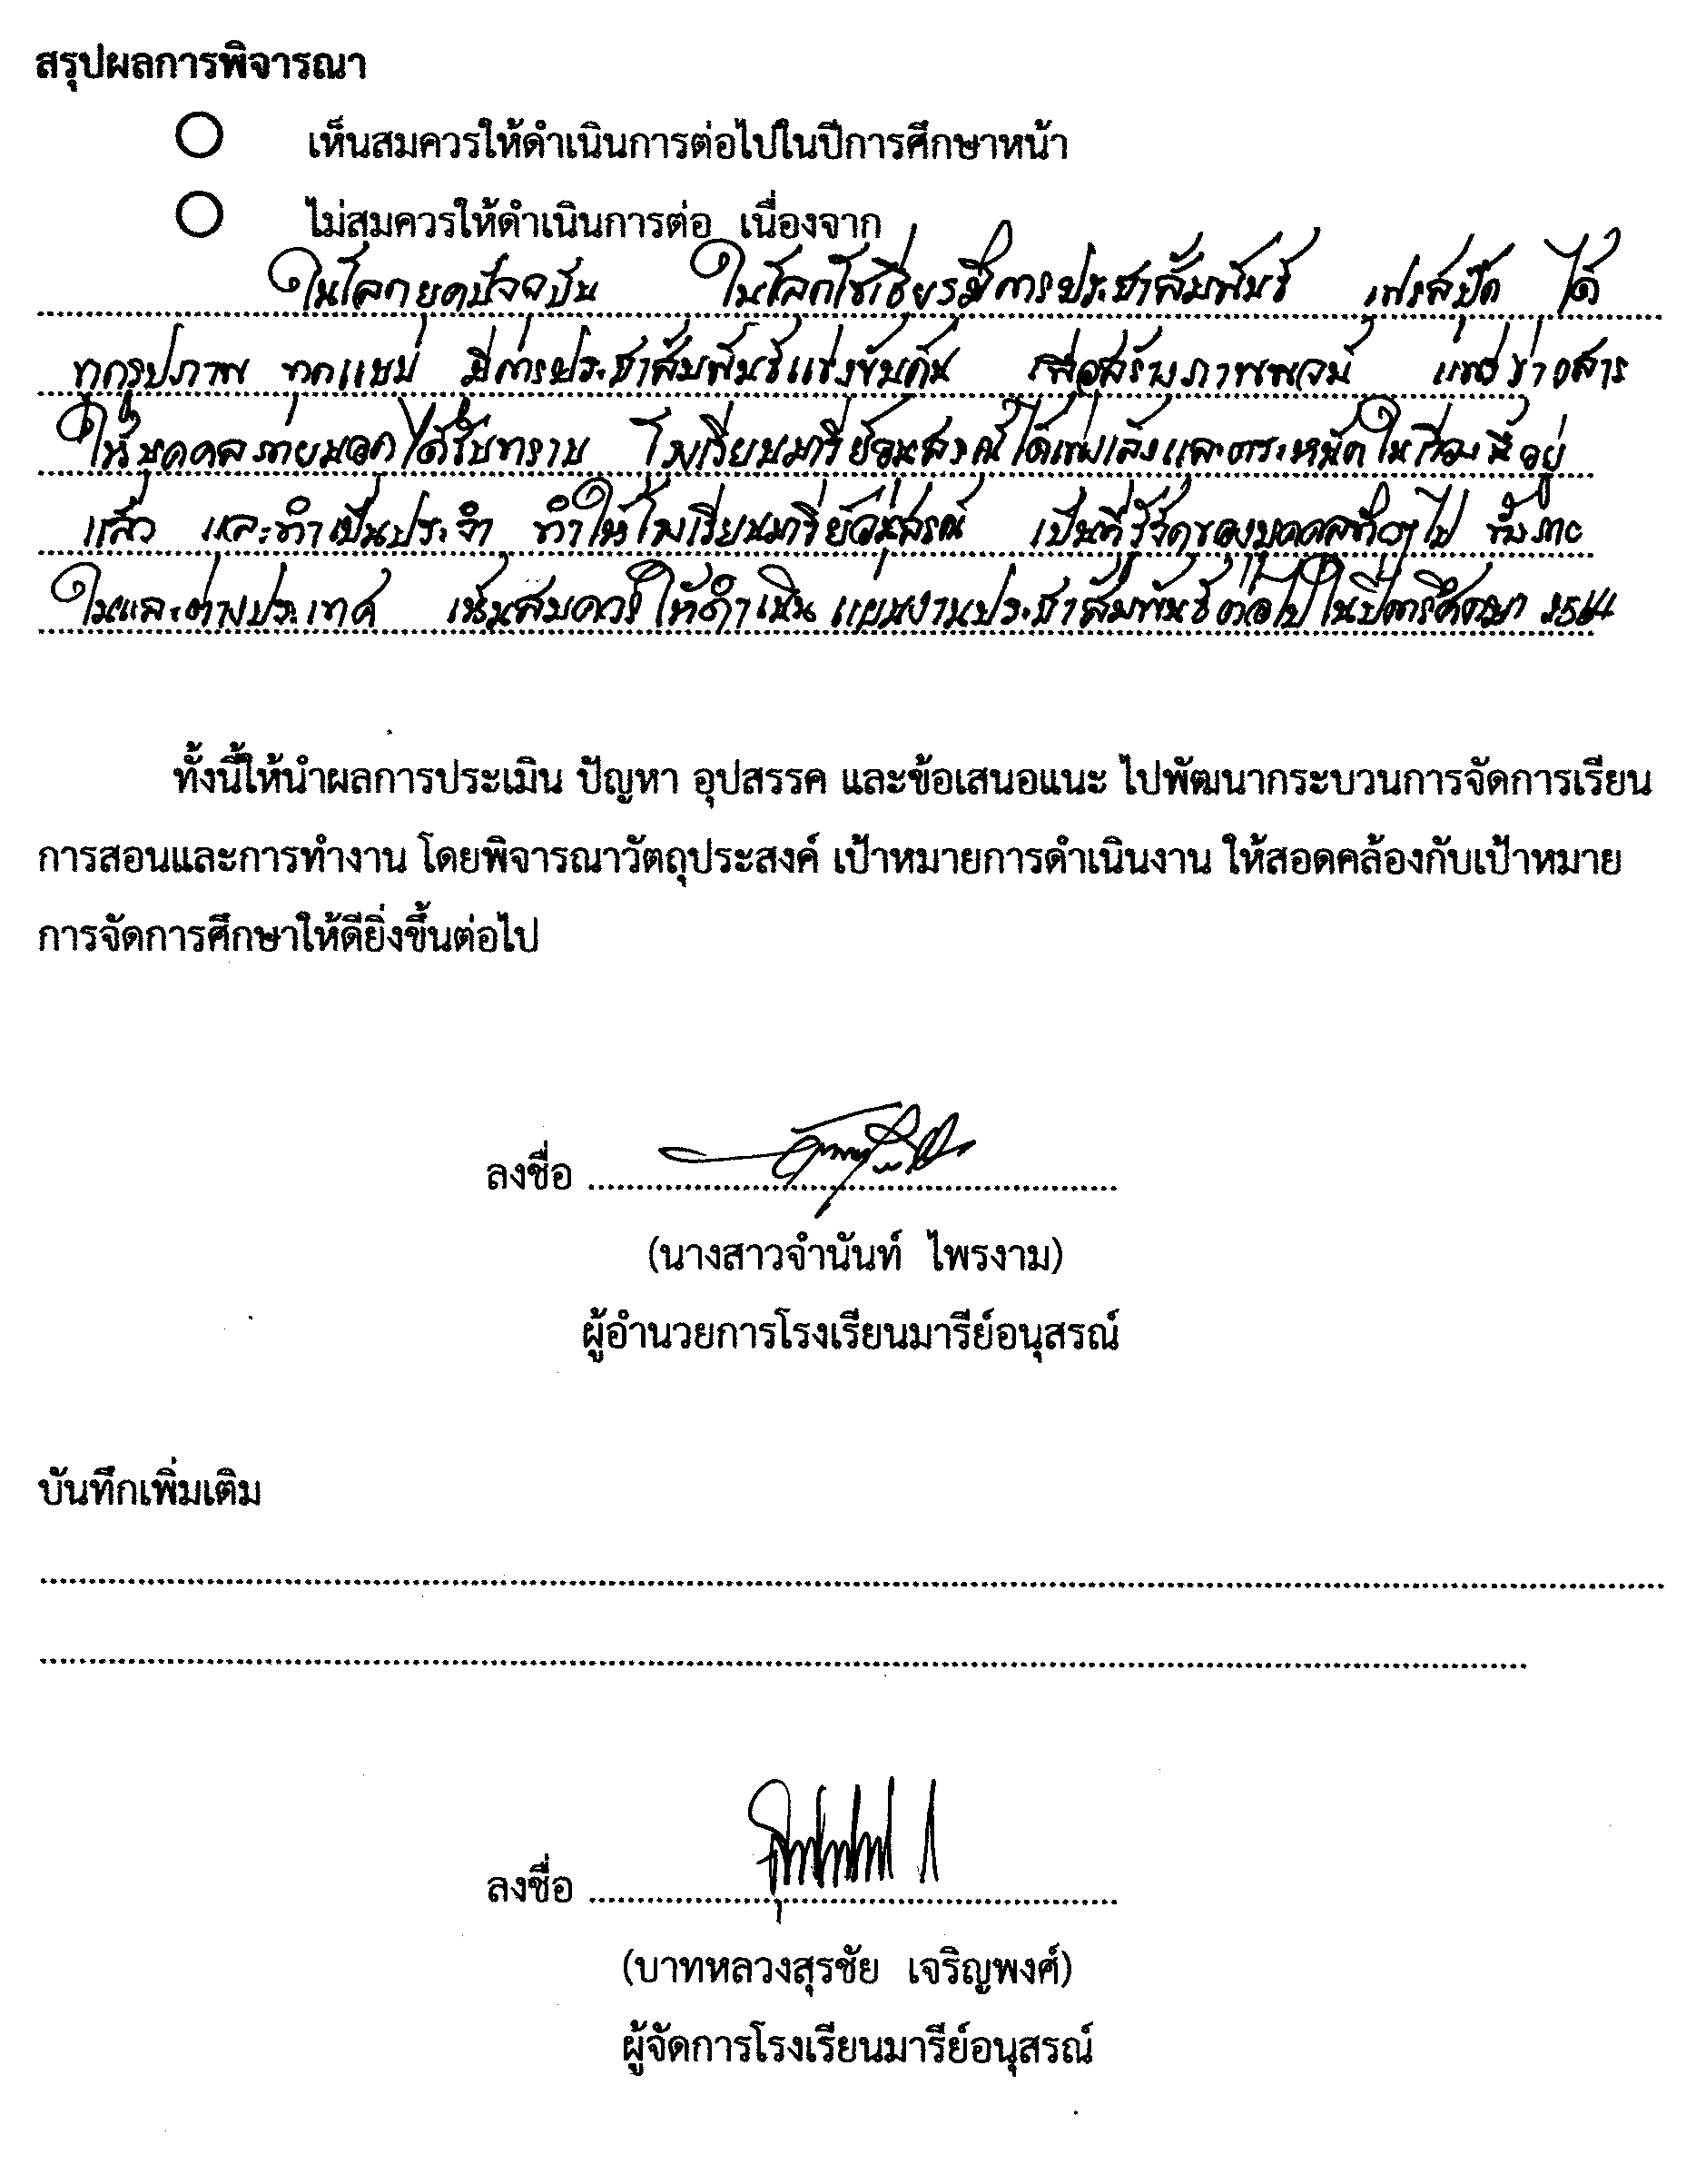 สรุปผลการพิจารณา
เห็นสมควรให้ดำเนินการต่อไปในปีการศึกษาหน้า
ไม่สมควรให้ดำเนินการต่อ เนื่องจาก
ในโลกยุคปัจจุบัน ในโลกโซเชียลมีการประชาสัมพันธ์ ได้
ทุกรูปภาพ ทุกแบบ มีการประชาสัมพันธ์แข่งขันกัน เพื่อสร้างภาพพจน์ แชร์ข่าวสาร
ให้บุคคลภายนอกได้รับทราบ โรงเรียนมารีย์อนุสรณ์ได้เล็งและตระหนักในเรื่องนี้อยู่
แล้ว และทำเป็นประจำ ทำให้โรงเรียนมารีย์อนุสรณ์ เป็นที่รู้จักของบุคคลทั่วๆไป ทั้งภาย
ในและต่างประเทศ เห็นสมควรให้ดำเนินแผนงานประชาสัมพันธ์ต่อไปในปีการศึกษา 2564
ทั้งนี้ให้นำผลการประเมิน ปัญหา อุปสรรค และข้อเสนอแนะ ไปพัฒนากระบวนการจัดการเรียน
การสอนและการทำงาน โดยพิจารณาวัตถุประสงค์ เป้าหมายการดำเนินงาน ให้สอดคล้องกับเป้าหมาย
การจัดการศึกษาให้ดียิ่งขึ้นต่อไป
ลงชื่อ
(นางสาวจำนันท์ ไพรงาม)
ผู้อำนวยการโรงเรียนมารีย์อนุสรณ์
บันทึกเพิ่มเติม
ลงชื่อ
(บาทหลวงสุรชัย เจริญพงศ์)
ผู้จัดการโรงเรียนมารีย์อนุสรณ์